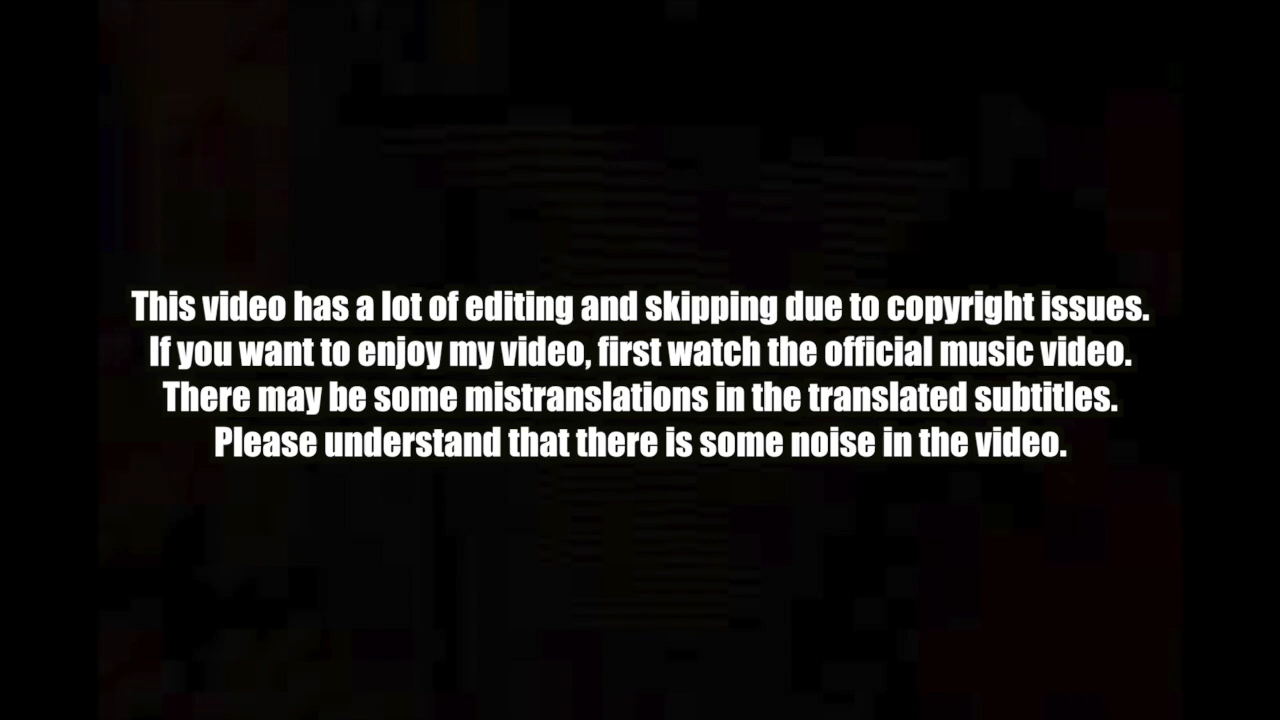 This video has a lot of editing and skipping due to copyright issues.
If you want to enjoy my video, first watch the official music video.
There may be some mistranslations in the translated subtitles.
Please understand that there is some noise in the video.